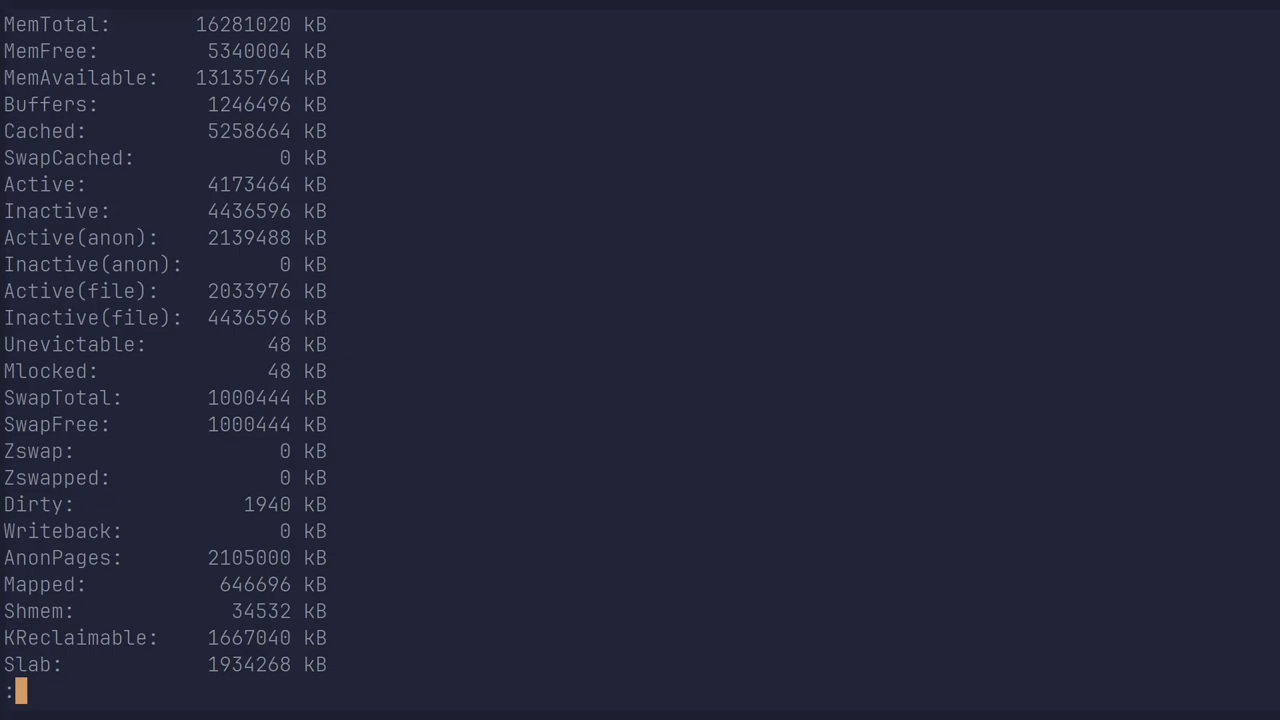 MemTotal:       16281020 kB
MemFree:         5340004 kB
MemAvailable:   13135764 kB
Buffers:         1246496 kB
Cached:          5258664 kB
SwapCached:            0 kB
Active:          4173464 kB
Inactive:        4436596 kB
Active(anon):    2139488 kB
Inactive(anon):        0 kB
Active(file):    2033976 kB
Inactive(file):  4436596 kB
Unevictable:          48 kB
Mlocked:              48 kB
SwapTotal:       1000444 kB
SwapFree:        1000444 kB
Zswap:                 0 kB
Zswapped:              0 kB
Dirty:              1940 kB
Writeback:             0 kB
AnonPages:       2105000 kB
Mapped:           646696 kB
Shmem:             34532 kB
KReclaimable:    1667040 kB
Slab:            1934268 kB
: